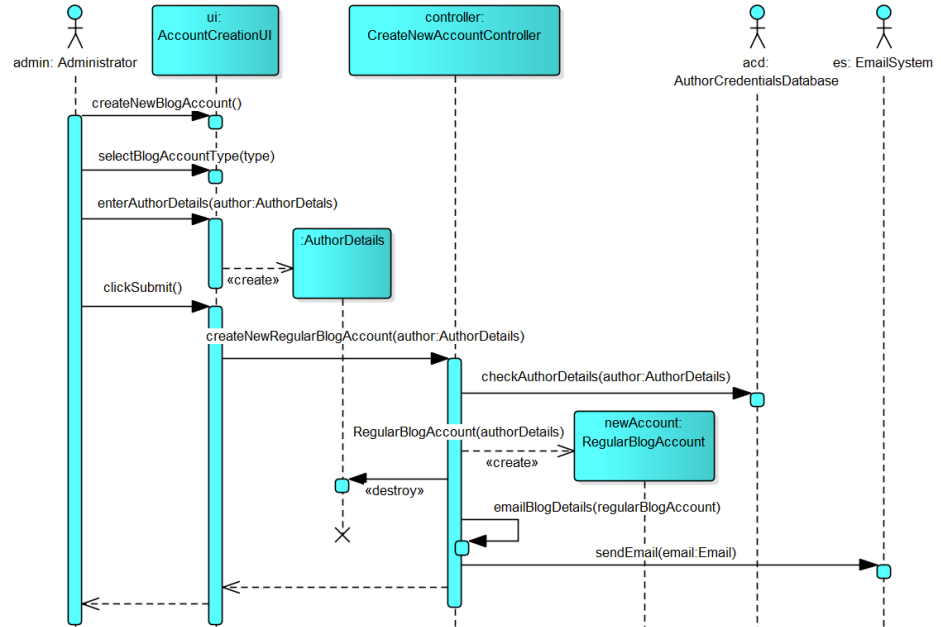 ui:
AccountCreationUI
controller:
CreateNewAccountController
admin: Administrator
acd:
AuthorCredentialsDatabase
es: EmailSystem
createNewBlogAccount()
selectBlogAccountType(type)
enterAuthorDetails(author:AuthorDetals)
:AuthorDetails
«create»
clickSubmit()
createNewRegularBlogAccount(author:AuthorDetails)
checkAuthorDetails(author:AuthorDetails)
newAccount:
RegularBlogAccount
RegularBlogAccount(authorDetails)
«create»
«destroy»
emailBlogDetails(regularBlogAccount)
sendEmail(email:Email)